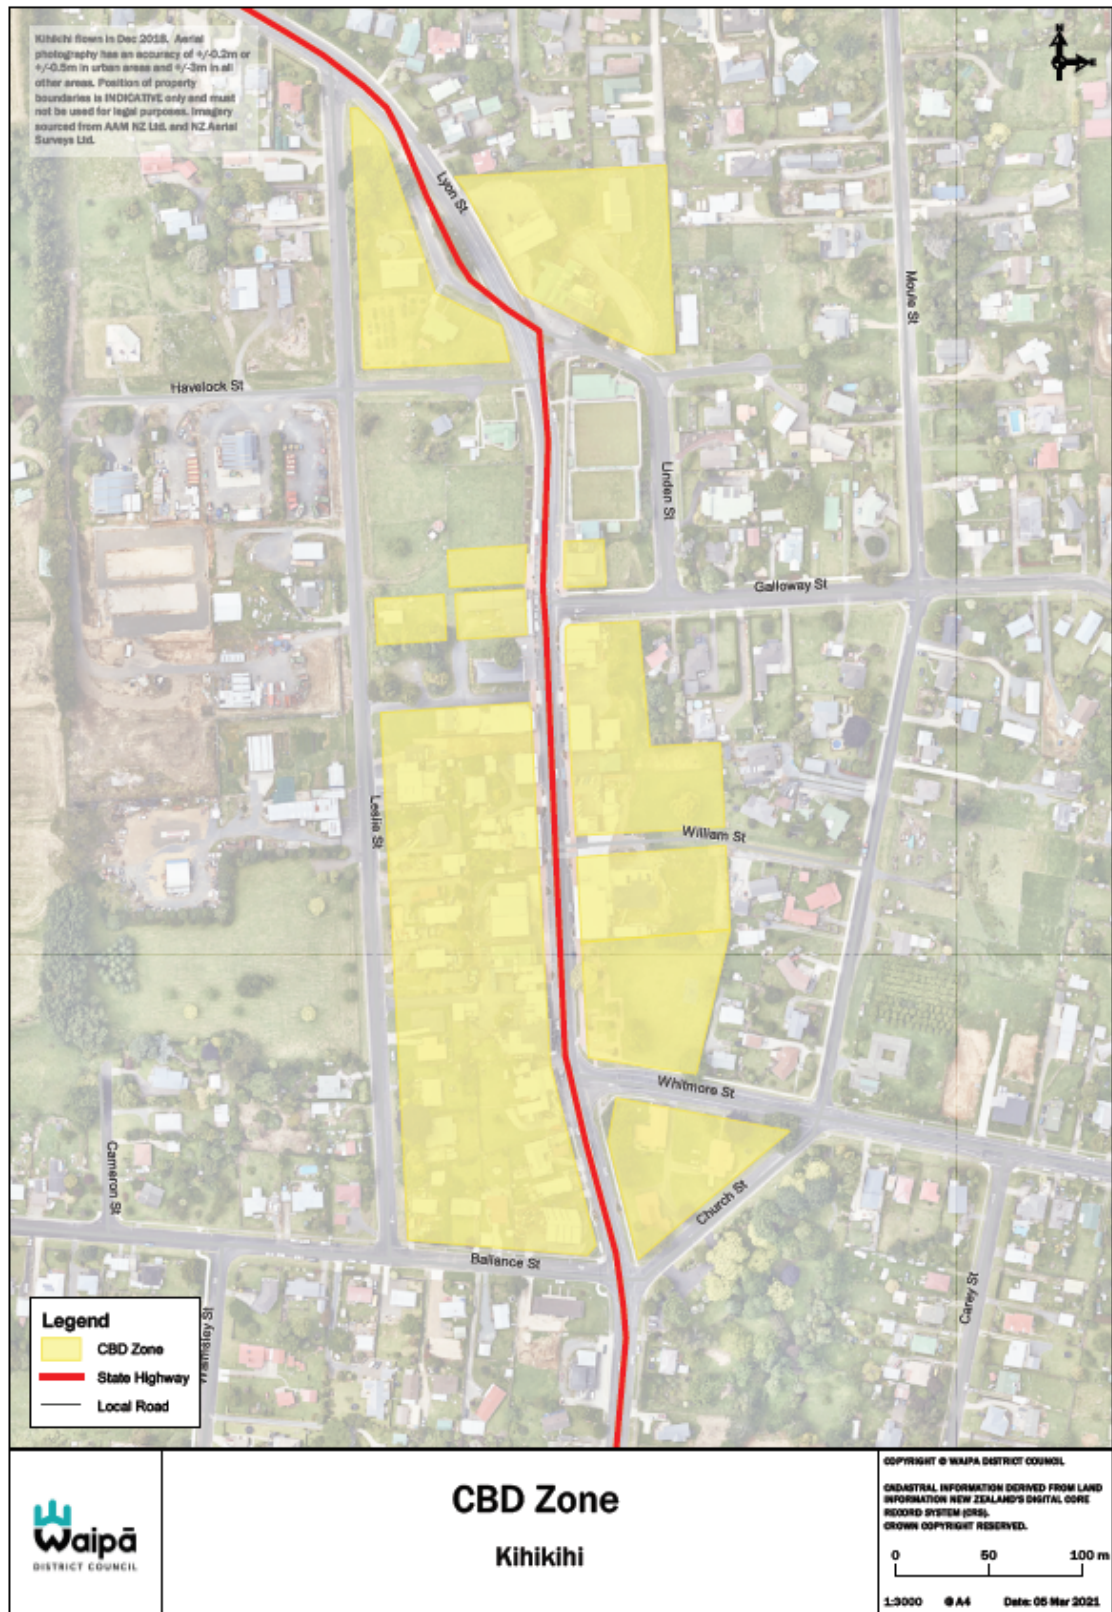 Kihikihi flown in Dec 2018. Aerial
photography has an accuracy of +/-0.2m or
+/-0.5m in urban areas and +/-3m in all
other areas. Position of property
boundaries is INDICATIVE only and must
not be used for legal purposes. Imagery
sourced from AAM NZ Ltd. and NZ Aerial
Surveys Ltd.
N
E
Lyon St
Moule St
Havelock St
Linden St
Galloway St
Leslie St
William St
Whitmore St
Cameron St
Church St
Ballance St
Carey St
Walmsley St
Legend
CBD Zone
State Highway
Local Road
Waipā
DISTRICT COUNCIL
CBD Zone
Kihikihi
COPYRIGHT © WAIPA DISTRICT COUNCIL
CADASTRAL INFORMATION DERIVED FROM LAND
INFORMATION NEW ZEALAND'S DIGITAL CORE
RECORD SYSTEM (CRS).
CROWN COPYRIGHT RESERVED.
0 50 100 m
1:3000 @ A4 Date: 05 Mar 2021